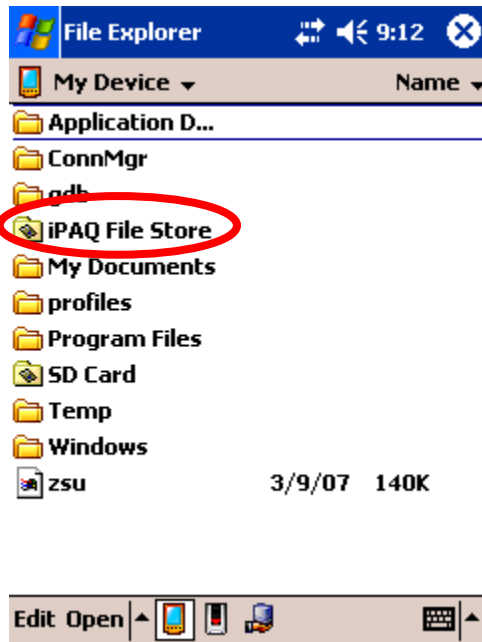 File Explorer 9:12
My Device Name
Application D...
ConnMgr
gdb
iPAQ File Store
My Documents
profiles
Program Files
SD Card
Temp
Windows
zsu 3/9/07 140K
Edit Open